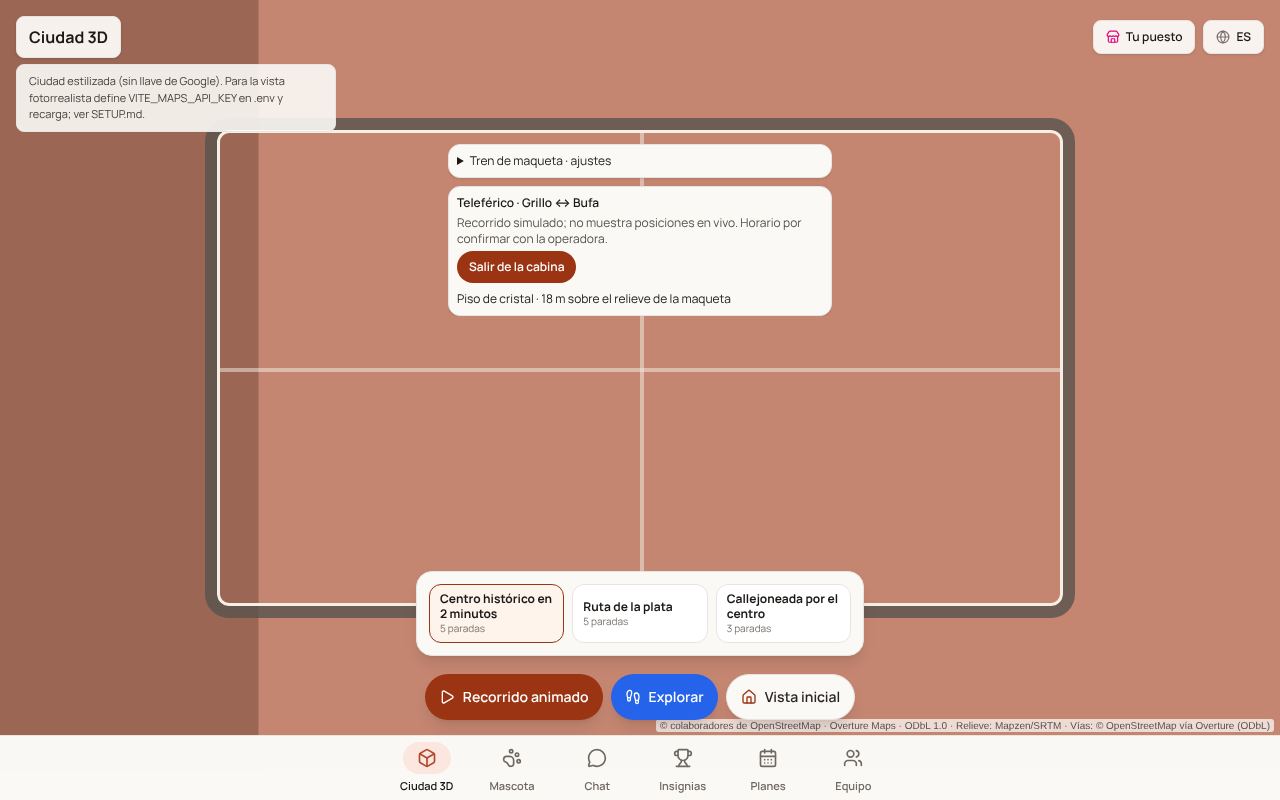 Ciudad 3D
Tu puesto
ES
Ciudad estilizada (sin llave de Google). Para la vista
fotorrealista define VITE_MAPS_API_KEY en .env y
recarga; ver SETUP.md.
Tren de maqueta · ajustes
Teleférico · Grillo ↔ Bufa
Recorrido simulado; no muestra posiciones en vivo. Horario por
confirmar con la operadora.
Salir de la cabina
Piso de cristal · 18 m sobre el relieve de la maqueta
Centro histórico en
2 minutos
5 paradas
Ruta de la plata
5 paradas
Callejoneada por el
centro
3 paradas
Recorrido animado
Explorar
Vista inicial
© colaboradores de OpenStreetMap · Overture Maps · ODbL 1.0 · Relieve: Mapzen/SRTM · Vías: © OpenStreetMap vía Overture (ODbL)
Ciudad 3D
Mascota
Chat
Insignias
Planes
Equipo